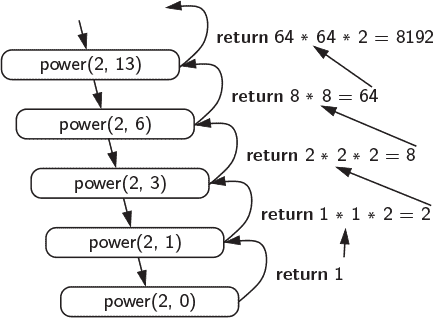 return 64 * 64 * 2 = 8192
power(2, 13)
return 8 * 8 = 64
power(2, 6)
return 2 * 2 * 2 = 8
power(2, 3)
return 1 * 1 * 2 = 2
power(2, 1)
return 1
power(2, 0)